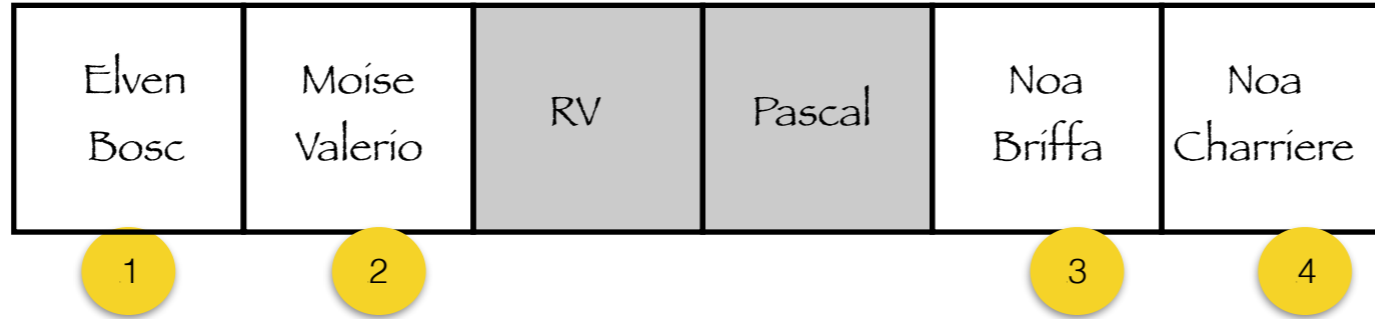 Elven
Bosc
Moise
Valerio
RV
Pascal
Noa
Briffa
Noa
Charriere
1
2
3
4